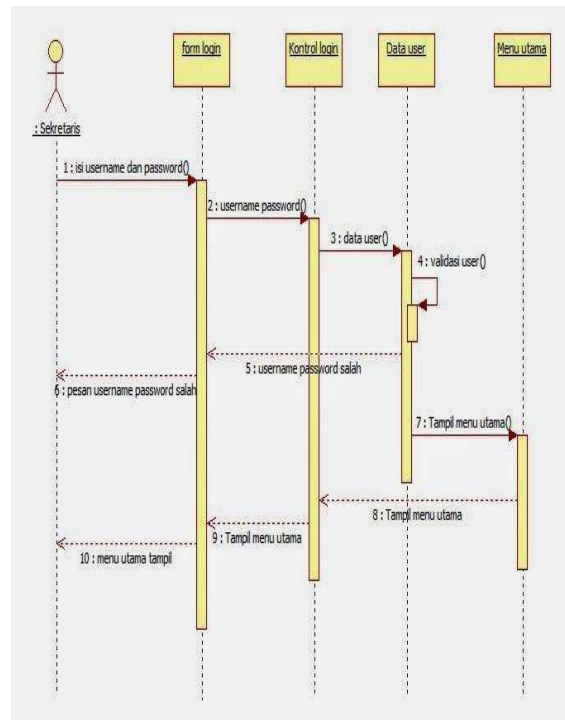 form login
Kontrol login
Data user
Menu utama
: Sekretaris
1 : isi username dan password()
2 : username password()
3 : data user()
4 : validasi user()
5 : username password salah
6 : pesan username password salah
7 : Tampil menu utama()
8 : Tampil menu utama
9 : Tampil menu utama
10 : menu utama tampil